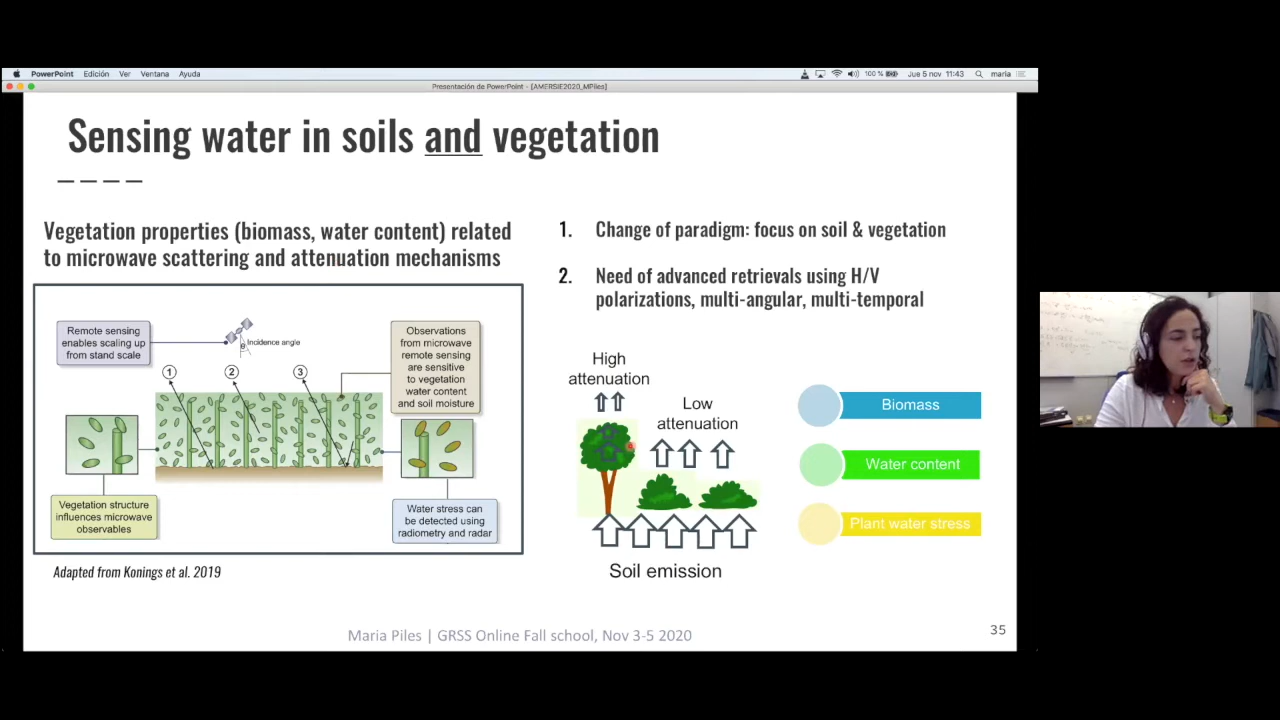 PowerPoint Edición Ver Ventana Ayuda
100 % Jue 5 nov 11:43 maria
Presentación de PowerPoint - [AMERSIE2020_MPiles]
Sensing water in soils and vegetation
Vegetation properties (biomass, water content) related
to microwave scattering and attenuation mechanisms
Remote sensing
enables scaling up
from stand scale
θ
Incidence angle
Observations
from microwave
remote sensing
are sensitive
to vegetation
water content
and soil moisture
1 2 3
Vegetation structure
influences microwave
observables
Water stress can
be detected using
radiometry and radar
Adapted from Konings et al. 2019
1. Change of paradigm: focus on soil & vegetation
2. Need of advanced retrievals using H/V
polarizations, multi-angular, multi-temporal
High
attenuation
Low
attenuation
Soil emission
Biomass
Water content
Plant water stress
Maria Piles | GRSS Online Fall school, Nov 3-5 2020
35